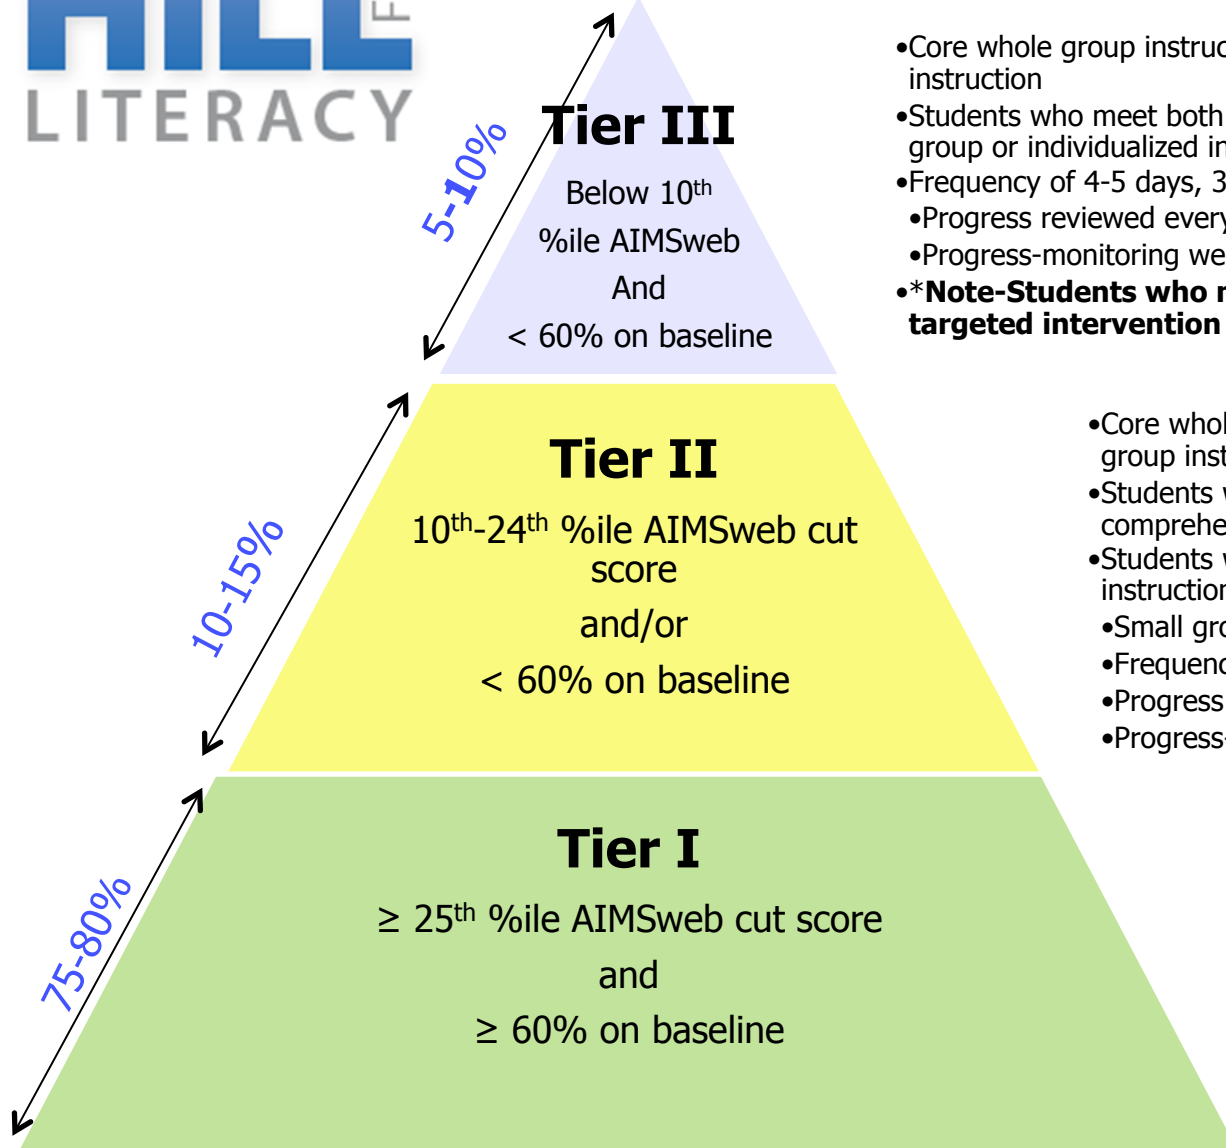 HILL
LITERACY
5-10%
Tier III
Below 10th
%ile AIMSweb
And
< 60% on baseline
•Core whole group instruc
instruction
•Students who meet both
group or individualized in
•Frequency of 4-5 days, 3
•Progress reviewed every
•Progress-monitoring we
•*Note-Students who
targeted intervention
10-15%
Tier II
10th-24th %ile AIMSweb cut
score
and/or
< 60% on baseline
•Core whol
group inst
•Students
comprehe
•Students
instruction
•Small gro
•Frequenc
•Progress
•Progress-
75-80%
Tier I
≥ 25th %ile AIMSweb cut score
and
≥ 60% on baseline